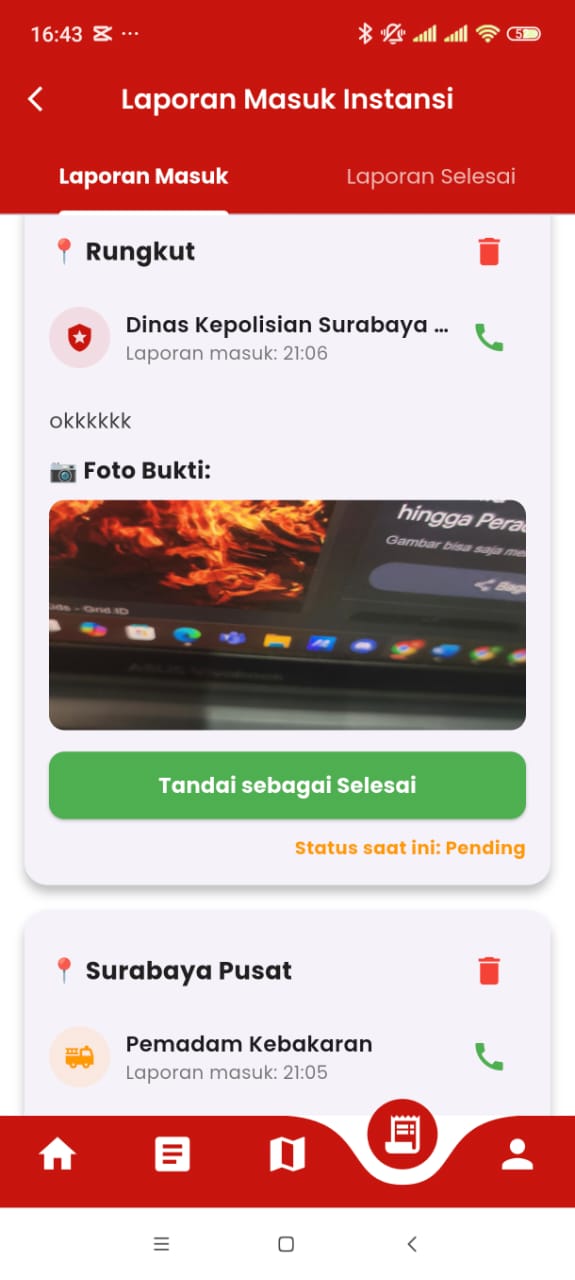 16:43
Laporan Masuk Instansi
Laporan Masuk
Laporan Selesai
📍 Rungkut
Dinas Kepolisian Surabaya ...
Laporan masuk: 21:06
okkkkkk
📷 Foto Bukti:
hingga Pera
Gambar bisa saja me
Grid.ID
Tandai sebagai Selesai
Status saat ini: Pending
📍 Surabaya Pusat
Pemadam Kebakaran
Laporan masuk: 21:05